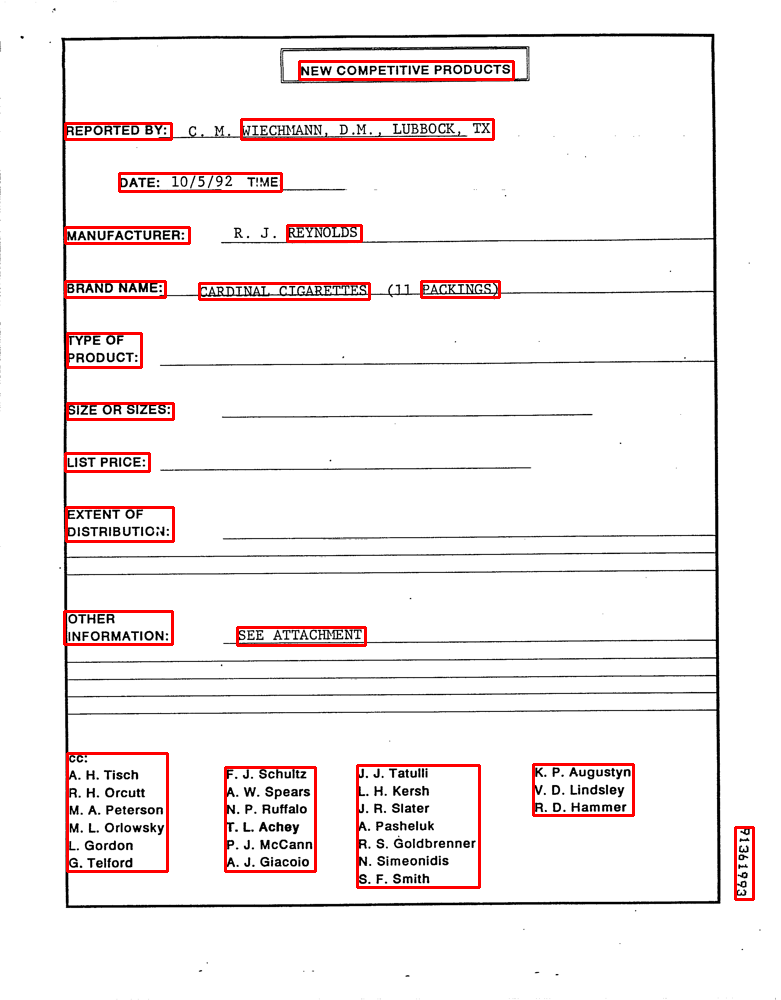 NEW COMPETITIVE PRODUCTS
REPORTED BY: C. M. WIECHMANN, D.M., LUBBOCK, TX
DATE: 10/5/92 TIME
MANUFACTURER: R. J. REYNOLDS
BRAND NAME: CARDINAL CIGARETTES (11 PACKINGS)
TYPE OF
PRODUCT:
SIZE OR SIZES:
LIST PRICE:
EXTENT OF
DISTRIBUTION:
OTHER
INFORMATION: SEE ATTACHMENT
cc:
A. H. Tisch
R. H. Orcutt
M. A. Peterson
M. L. Orlowsky
L. Gordon
G. Telford
F. J. Schultz
A. W. Spears
N. P. Ruffalo
T. L. Achey
P. J. McCann
A. J. Giacoio
J. J. Tatulli
L. H. Kersh
J. R. Slater
A. Pasheluk
R. S. Goldbrenner
N. Simeonidis
S. F. Smith
K. P. Augustyn
V. D. Lindsley
R. D. Hammer
91361993